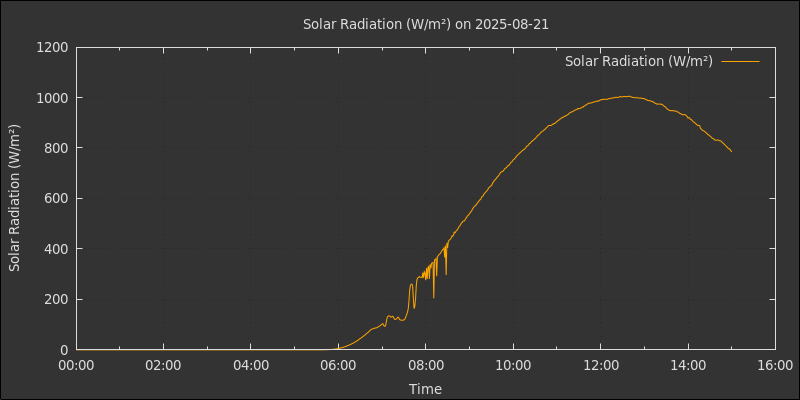 Solar Radiation (W/m²) on 2025-08-21
Solar Radiation (W/m²)
1200
1000
800
600
400
200
0
Solar Radiation (W/m²)
00:00 02:00 04:00 06:00 08:00 10:00 12:00 14:00 16:00
Time